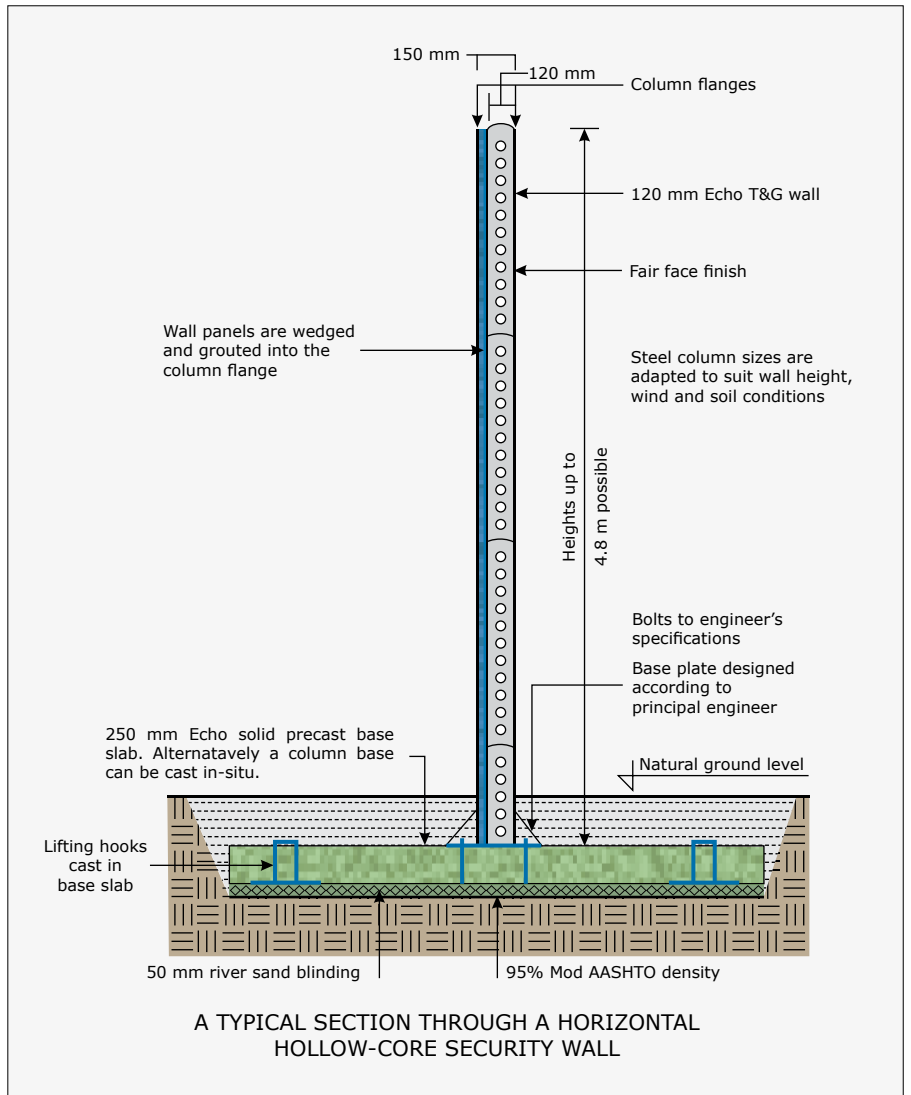 150 mm
120 mm
Column flanges
120 mm Echo T&G wall
Fair face finish
Wall panels are wedged
and grouted into the
column flange
Steel column sizes are
adapted to suit wall height,
wind and soil conditions
Heights up to
4.8 m possible
Bolts to engineer’s
specifications
Base plate designed
according to
principal engineer
250 mm Echo solid precast base
slab. Alternatavely a column base
can be cast in-situ.
Natural ground level
Lifting hooks
cast in
base slab
50 mm river sand blinding
95% Mod AASHTO density
A TYPICAL SECTION THROUGH A HORIZONTAL
HOLLOW-CORE SECURITY WALL